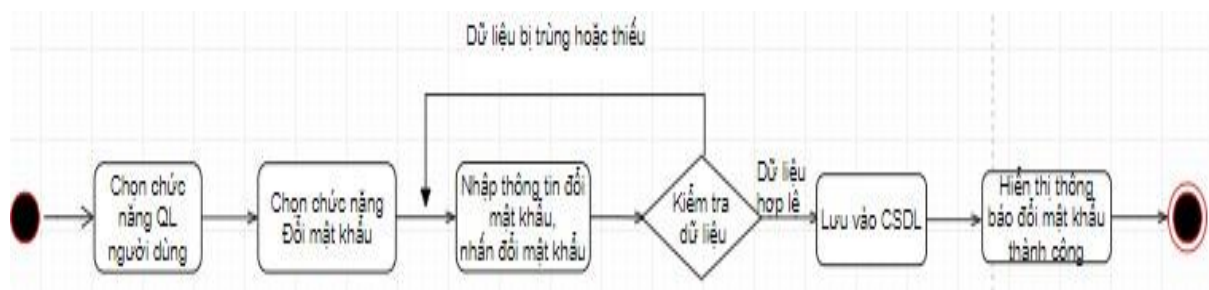 Dữ liệu bị trùng hoặc thiếu
Chọn chức
năng QL
người dùng
Chọn chức năng
Đổi mật khẩu
Nhập thông tin đổi
mật khẩu,
nhấn đổi mật khẩu
Kiểm tra
dữ liệu
Dữ liệu
hợp lệ
Lưu vào CSDL
Hiển thị thông
báo đổi mật khẩu
thành công